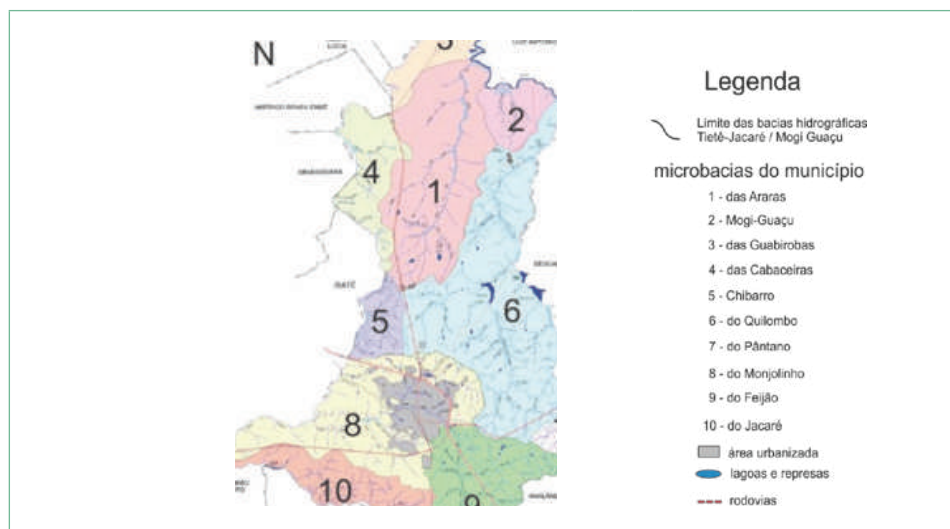 N
3
2
4
1
5
6
8
10
9
Legenda
Limite das bacias hidrográficas
Tietê-Jacaré / Mogi Guaçu
microbacias do município
1 - das Araras
2 - Mogi-Guaçu
3 - das Guabirobas
4 - das Cabaceiras
5 - Chibarro
6 - do Quilombo
7 - do Pântano
8 - do Monjolinho
9 - do Feijão
10 - do Jacaré
área urbanizada
lagoas e represas
rodovias